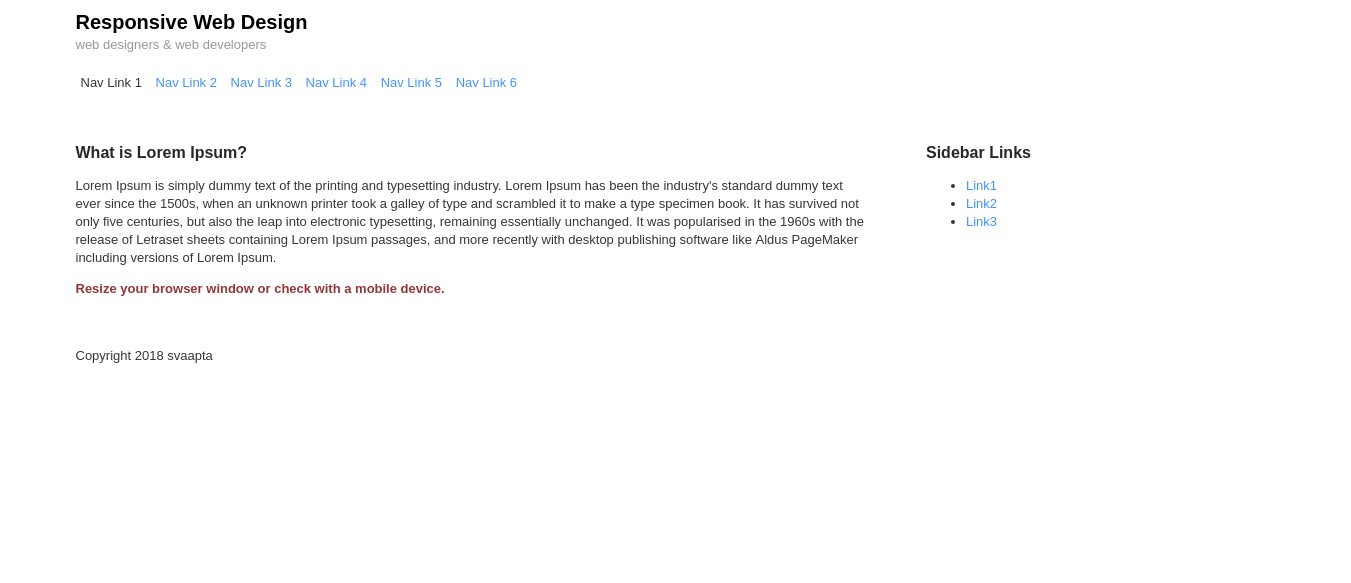 Responsive Web Design
web designers & web developers
Nav Link 1 Nav Link 2 Nav Link 3 Nav Link 4 Nav Link 5 Nav Link 6
What is Lorem Ipsum?
Lorem Ipsum is simply dummy text of the printing and typesetting industry. Lorem Ipsum has been the industry's standard dummy text
ever since the 1500s, when an unknown printer took a galley of type and scrambled it to make a type specimen book. It has survived not
only five centuries, but also the leap into electronic typesetting, remaining essentially unchanged. It was popularised in the 1960s with the
release of Letraset sheets containing Lorem Ipsum passages, and more recently with desktop publishing software like Aldus PageMaker
including versions of Lorem Ipsum.
Resize your browser window or check with a mobile device.
Sidebar Links
Link1
Link2
Link3
Copyright 2018 svaapta